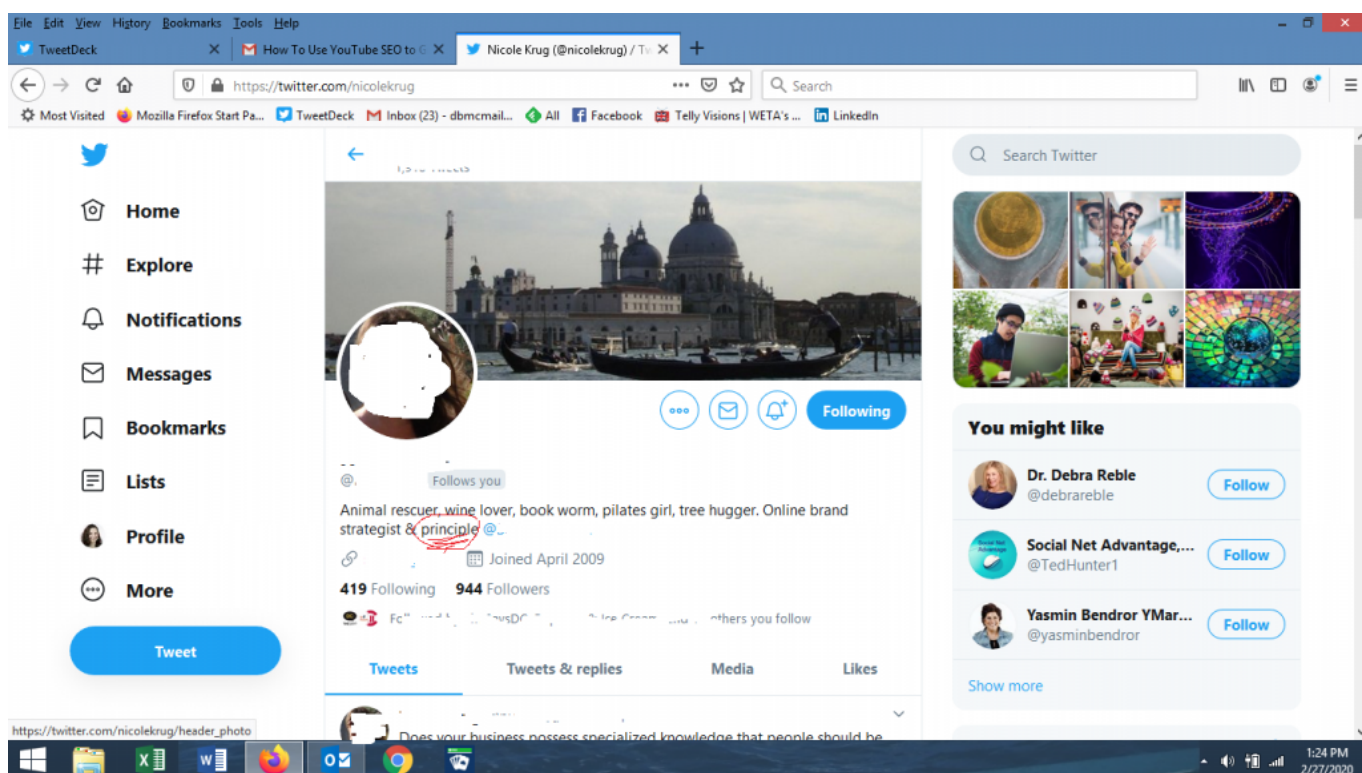 File Edit View History Bookmarks Tools Help
TweetDeck How To Use YouTube SEO to G Nicole Krug (@nicolekrug) / Tw
https://twitter.com/nicolekrug Search
Most Visited Mozilla Firefox Start Pa... TweetDeck Inbox (23) - dbmcmail... All Facebook Telly Visions | WETA's ... LinkedIn
Home
Explore
Notifications
Messages
Bookmarks
Lists
Profile
More
Tweet
Tweets
Following
@. Follows you
Animal rescuer, wine lover, book worm, pilates girl, tree hugger. Online brand
strategist & principle @
Joined April 2009
419 Following 944 Followers
others you follow
Tweets Tweets & replies Media Likes
Does your business possess specialized knowledge that people should be
Search Twitter
You might like
Dr. Debra Reble
@debrareble
Follow
Social Net Advantage,...
@TedHunter1
Follow
Yasmin Bendror YMar...
@yasminbendror
Follow
Show more
https://twitter.com/nicolekrug/header_photo
1:24 PM
2/27/2020